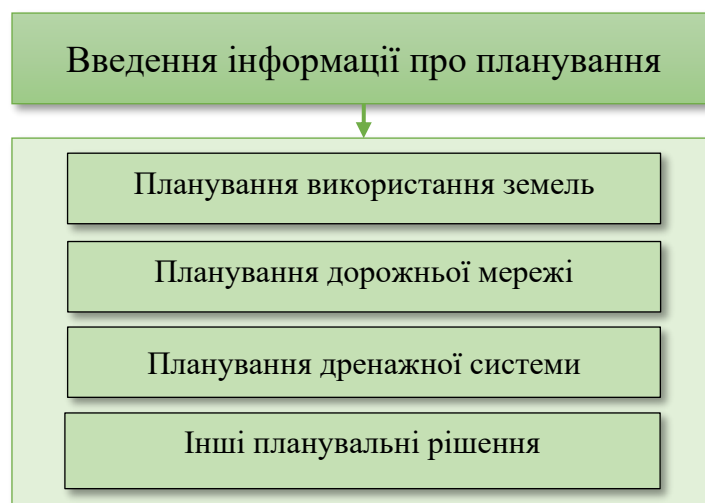 Введення інформації про планування
Планування використання земель
Планування дорожньої мережі
Планування дренажної системи
Інші планувальні рішення